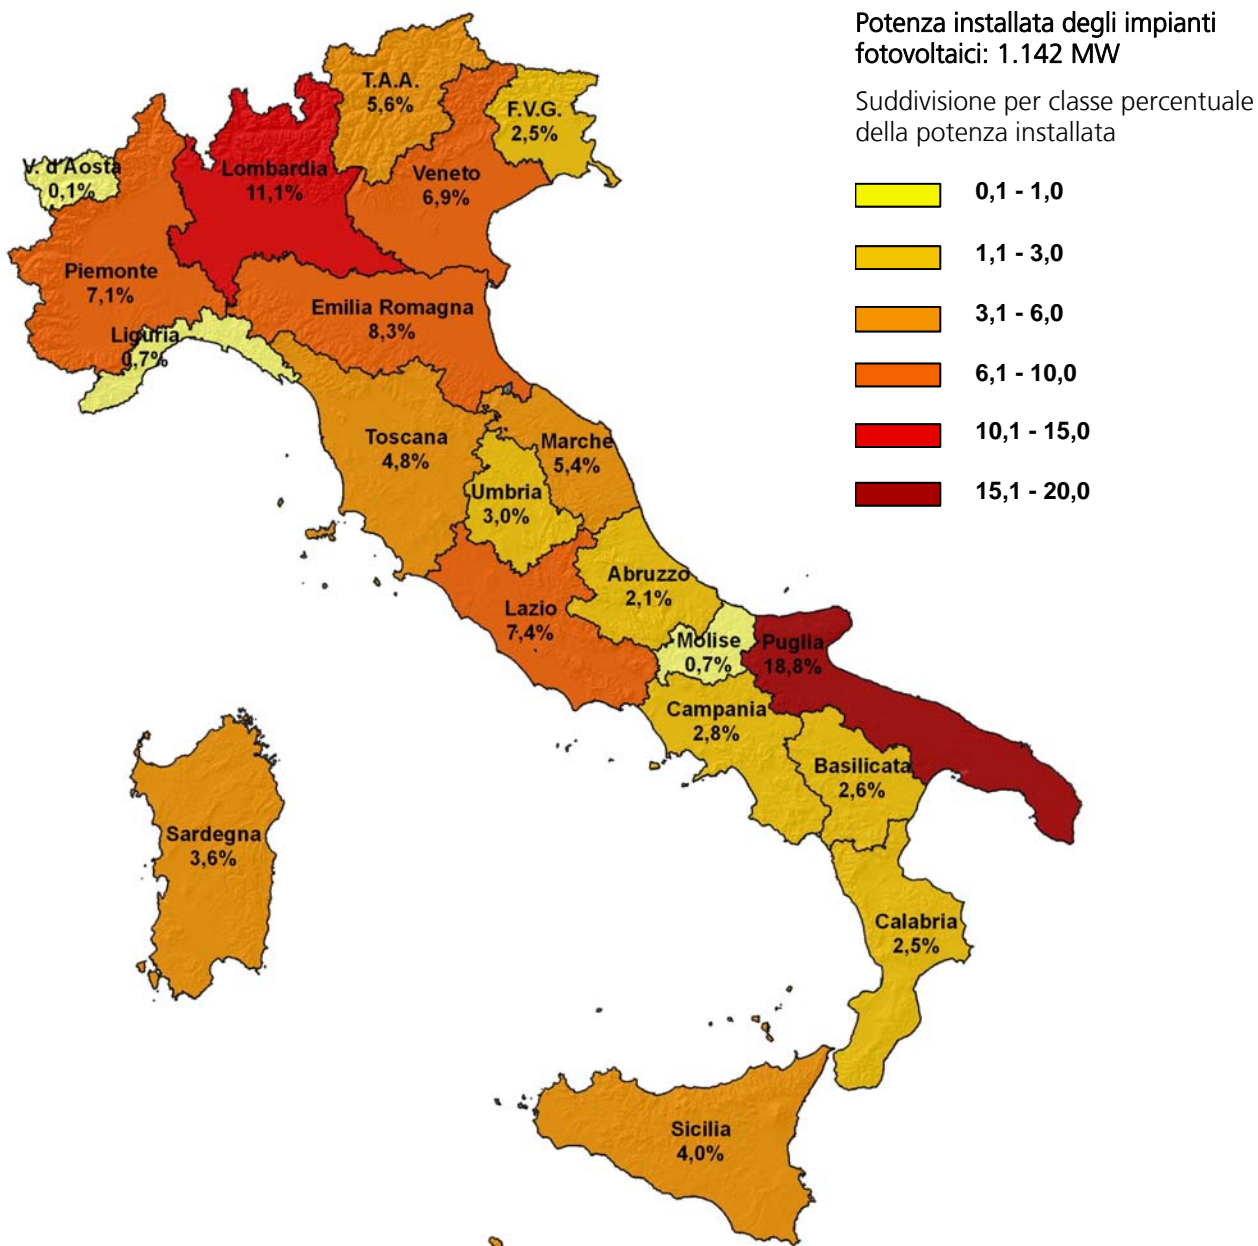 Potenza installata degli impianti
fotovoltaici: 1.142 MW
Suddivisione per classe percentuale
della potenza installata
0,1 - 1,0
1,1 - 3,0
3,1 - 6,0
6,1 - 10,0
10,1 - 15,0
15,1 - 20,0
T.A.A.
5,6%
F.V.G.
2,5%
V. d'Aosta
0,1%
Lombardia
11,1%
Veneto
6,9%
Piemonte
7,1%
Emilia Romagna
8,3%
Liguria
0,7%
Toscana
4,8%
Marche
5,4%
Umbria
3,0%
Abruzzo
2,1%
Lazio
7,4%
Molise
0,7%
Puglia
18,8%
Campania
2,8%
Basilicata
2,6%
Sardegna
3,6%
Calabria
2,5%
Sicilia
4,0%